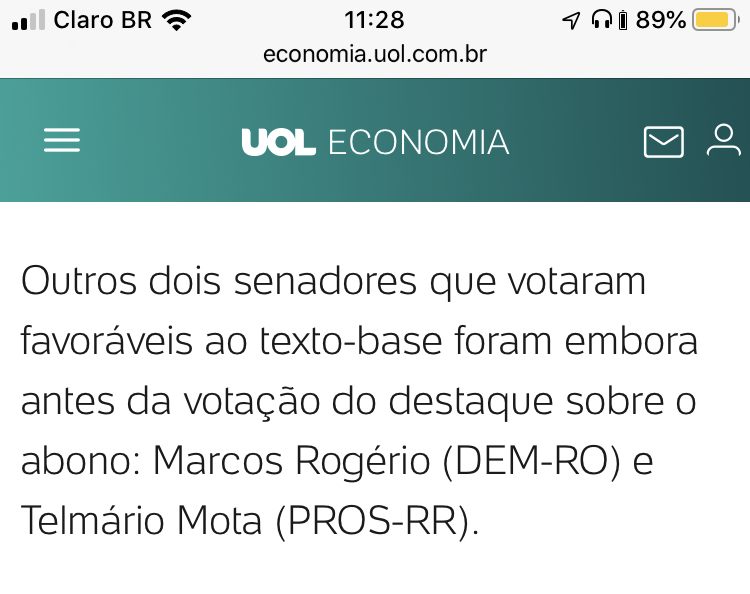 Claro BR 11:28 89%
economia.uol.com.br
UOL ECONOMIA
Outros dois senadores que votaram
favoráveis ao texto-base foram embora
antes da votação do destaque sobre o
abono: Marcos Rogério (DEM-RO) e
Telmário Mota (PROS-RR).